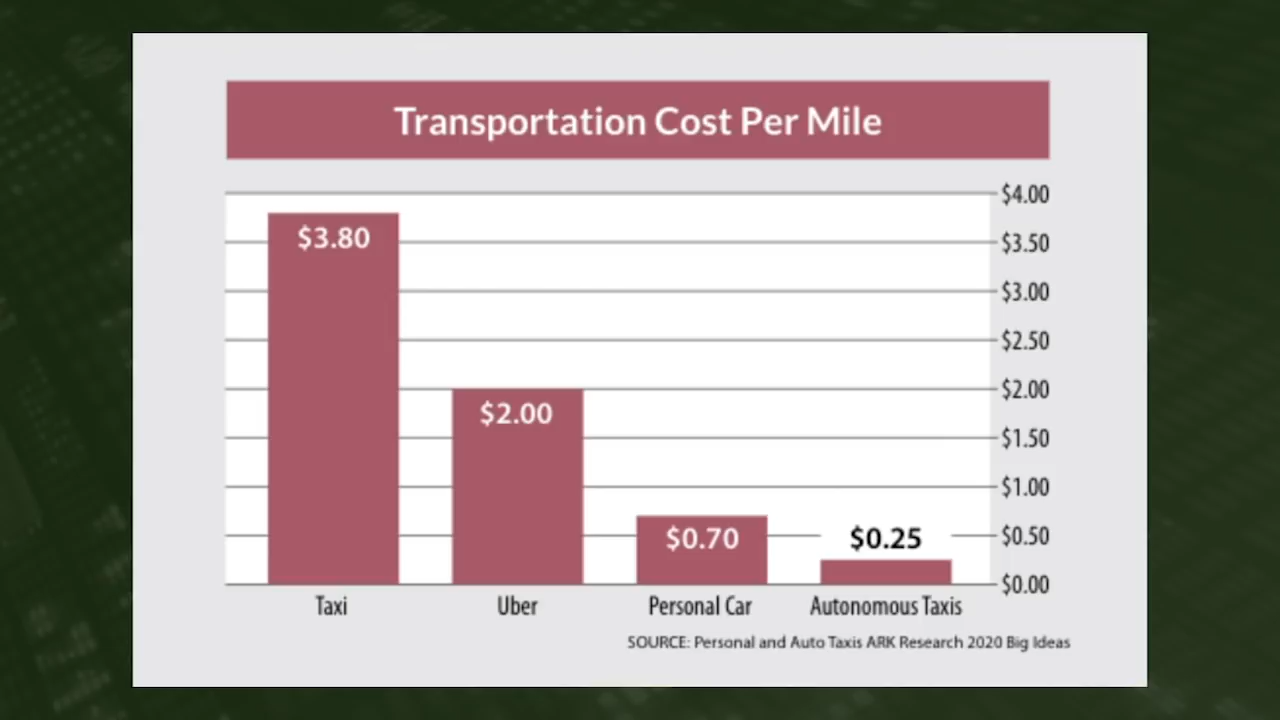 Transportation Cost Per Mile
$4.00
$3.80
$3.50
$3.00
$2.50
$2.00
$2.00
$1.50
$1.00
$0.70
$0.25
$0.50
$0.00
Taxi
Uber
Personal Car
Autonomous Taxis
SOURCE: Personal and Auto Taxis ARK Research 2020 Big Ideas